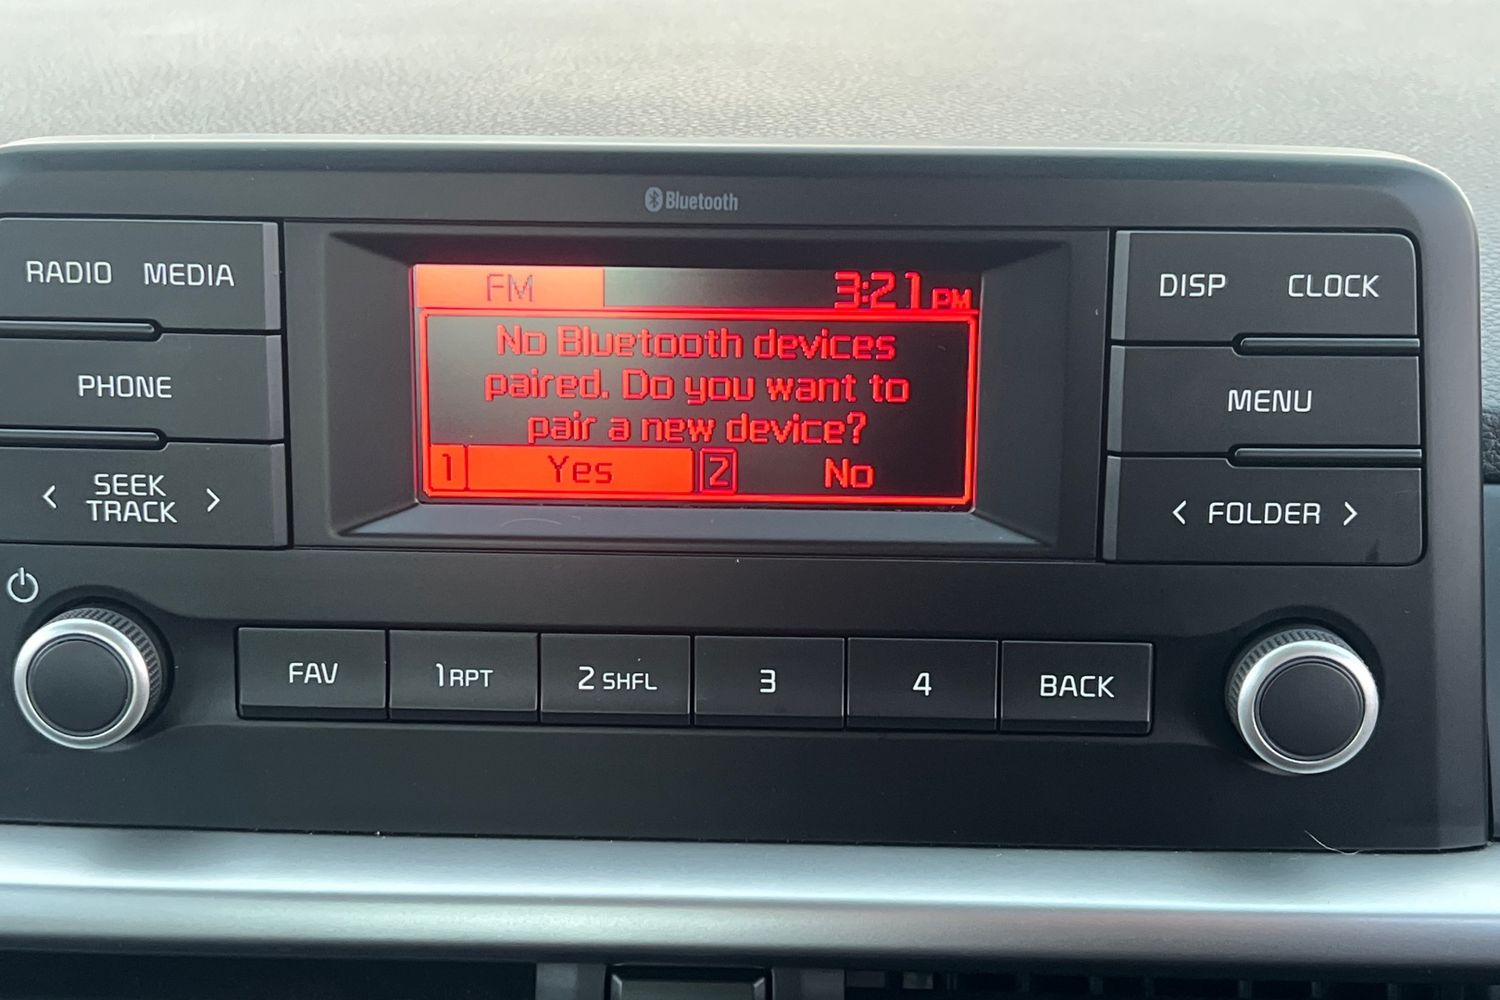 Bluetooth
RADIO MEDIA
PHONE
< SEEK TRACK >
FM 3:21 PM
No Bluetooth devices
paired. Do you want to
pair a new device?
1 Yes 2 No
DISP CLOCK
MENU
< FOLDER >
FAV 1 RPT 2 SHFL 3 4 BACK